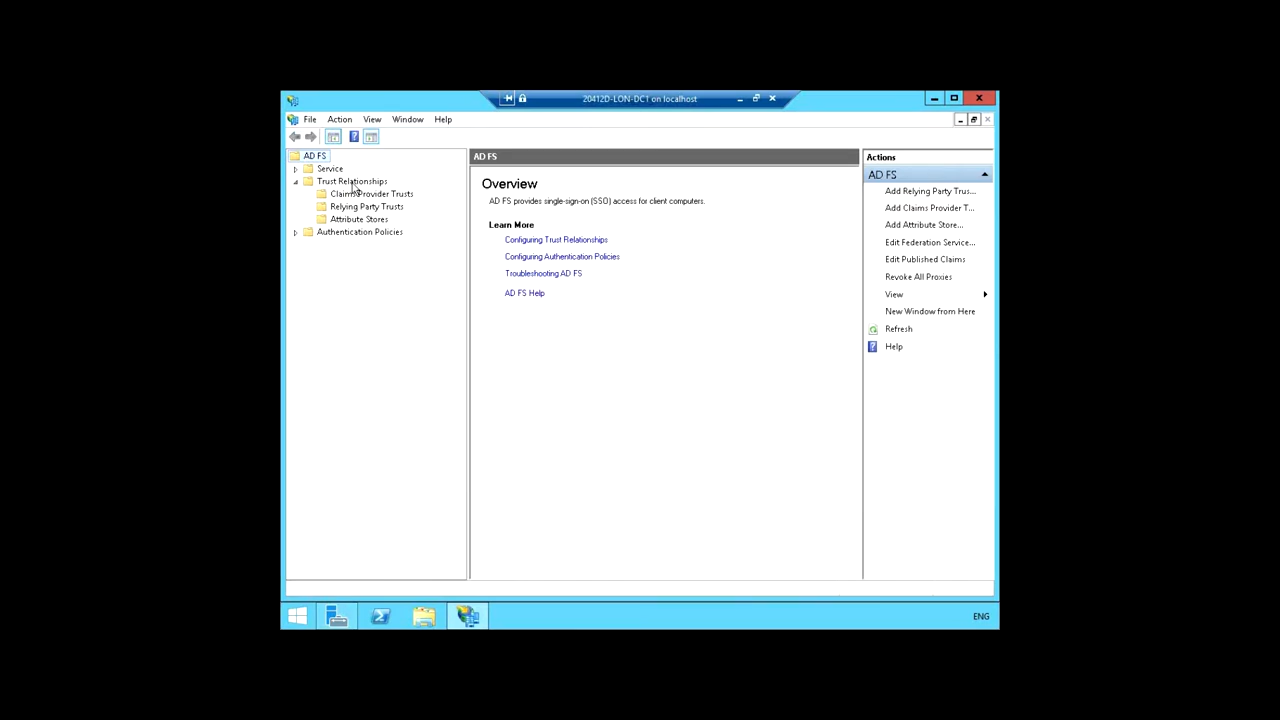 20412D-LON-DC1 on localhost
File Action View Window Help
AD FS
Service
Trust Relationships
Claims Provider Trusts
Relying Party Trusts
Attribute Stores
Authentication Policies
AD FS
Overview
AD FS provides single-sign-on (SSO) access for client computers.
Learn More
Configuring Trust Relationships
Configuring Authentication Policies
Troubleshooting AD FS
AD FS Help
Actions
AD FS
Add Relying Party Trus...
Add Claims Provider T...
Add Attribute Store...
Edit Federation Service...
Edit Published Claims
Revoke All Proxies
View
New Window from Here
Refresh
Help
ENG